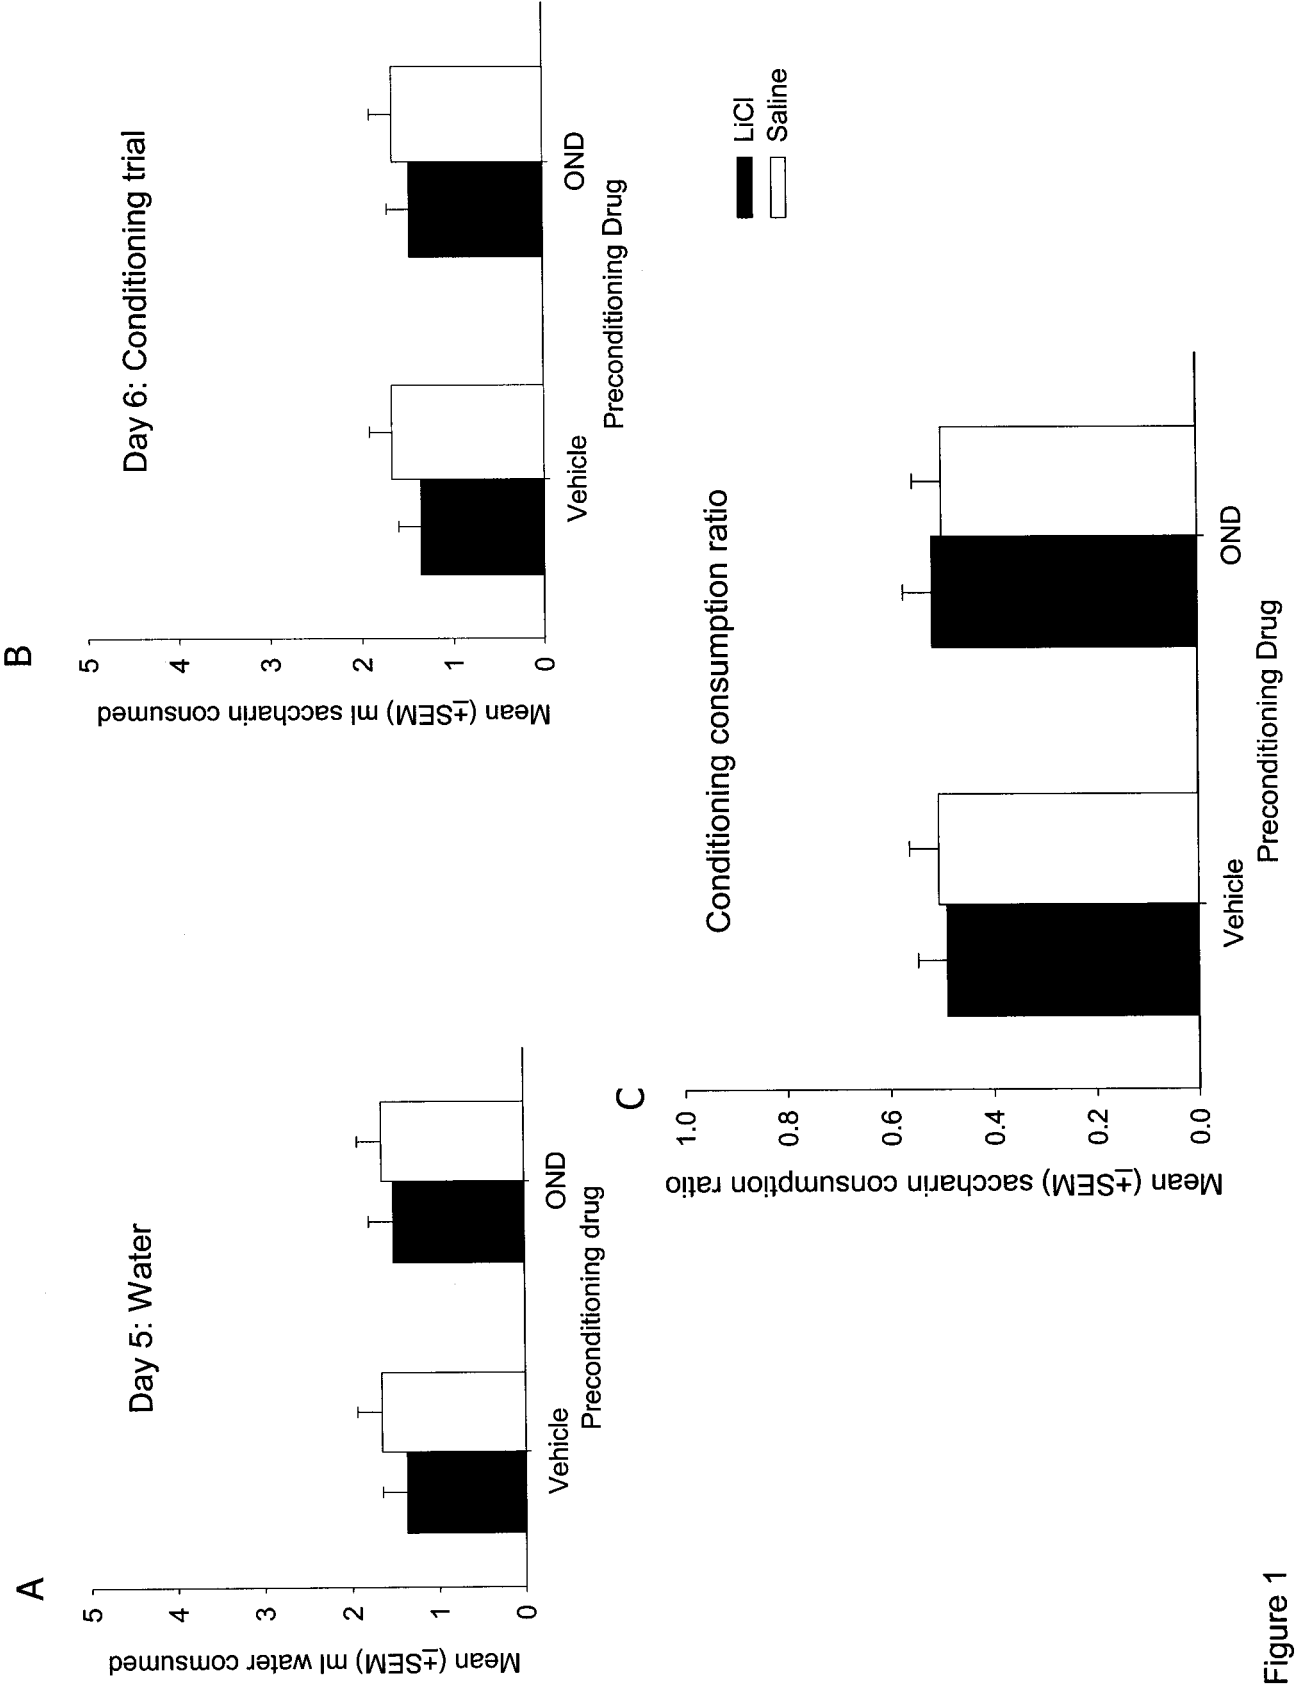 A
Day 5: Water
Mean (±SEM) ml water comsumed
5
4
3
2
1
0
Vehicle
OND
Preconditioning drug
B
Day 6: Conditioning trial
Mean (±SEM) ml saccharin consumed
5
4
3
2
1
0
Vehicle
OND
Preconditioning Drug
C
Conditioning consumption ratio
Mean (±SEM) saccharin consumption ratio
1.0
0.8
0.6
0.4
0.2
0.0
Vehicle
OND
Preconditioning Drug
LiCl
Saline
Figure 1